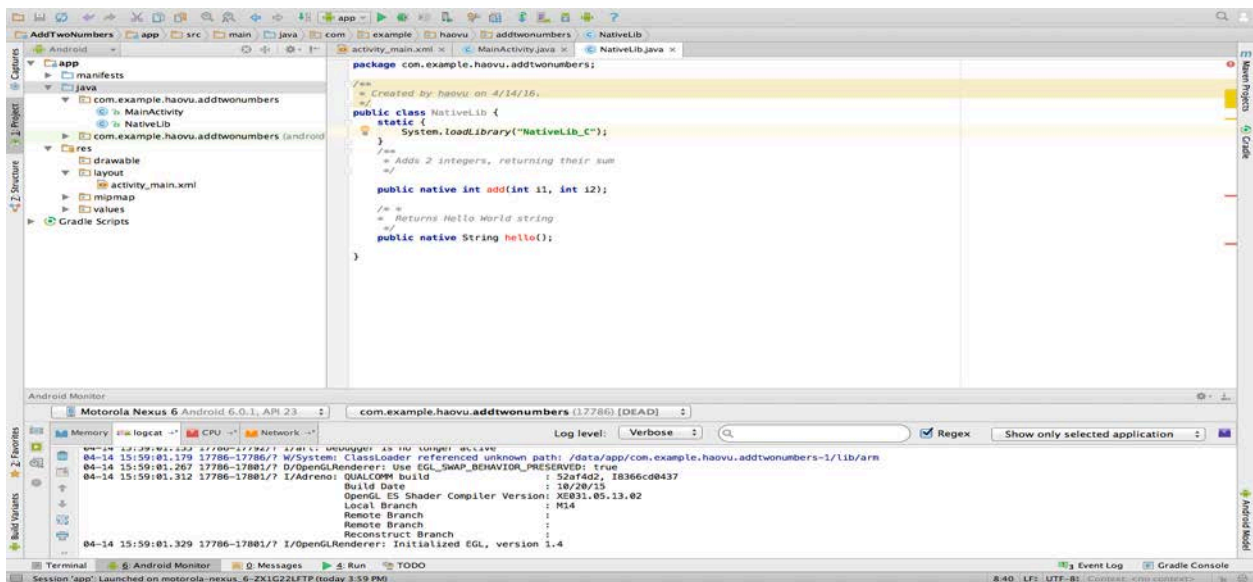 app
AddTwoNumbers app src main java com example haovu addtwonumbers NativeLib
Android
activity_main.xml MainActivity.java NativeLib.java
Captures
1: Project
2: Structure
2: Favorites
Build Variants
app
manifests
java
com.example.haovu.addtwonumbers
MainActivity
NativeLib
com.example.haovu.addtwonumbers (android
res
drawable
layout
activity_main.xml
mipmap
values
Gradle Scripts
package com.example.haovu.addtwonumbers;
/**
* Created by haovu on 4/14/16.
*/
public class NativeLib {
static {
System.loadLibrary("NativeLib_C");
}
/**
* Adds 2 integers, returning their sum
*/
public native int add(int i1, int i2);
/* *
* Returns Hello World string
*/
public native String hello();
}
Maven Projects
Gradle
Android Model
Android Monitor
Motorola Nexus 6 Android 6.0.1, API 23 com.example.haovu.addtwonumbers (17786) [DEAD]
Memory logcat CPU Network Log level: Verbose Regex Show only selected application
04-14 15:59:01.179 17786-17786/? W/System: ClassLoader referenced unknown path: /data/app/com.example.haovu.addtwonumbers-1/lib/arm
04-14 15:59:01.267 17786-17801/? D/OpenGLRenderer: Use EGL_SWAP_BEHAVIOR_PRESERVED: true
04-14 15:59:01.312 17786-17801/? I/Adreno: QUALCOMM build : 52af4d2, I8366cd0437
Build Date : 10/20/15
OpenGL ES Shader Compiler Version: XE031.05.13.02
Local Branch : M14
Remote Branch :
Remote Branch :
Reconstruct Branch :
04-14 15:59:01.329 17786-17801/? I/OpenGLRenderer: Initialized EGL, version 1.4
Terminal 6: Android Monitor 0: Messages 4: Run TODO Event Log Gradle Console
Session 'app': Launched on motorola-nexus_6-ZX1G22LFTP (today 3:59 PM) 8:40 LF: UTF-8: Context: <no context>